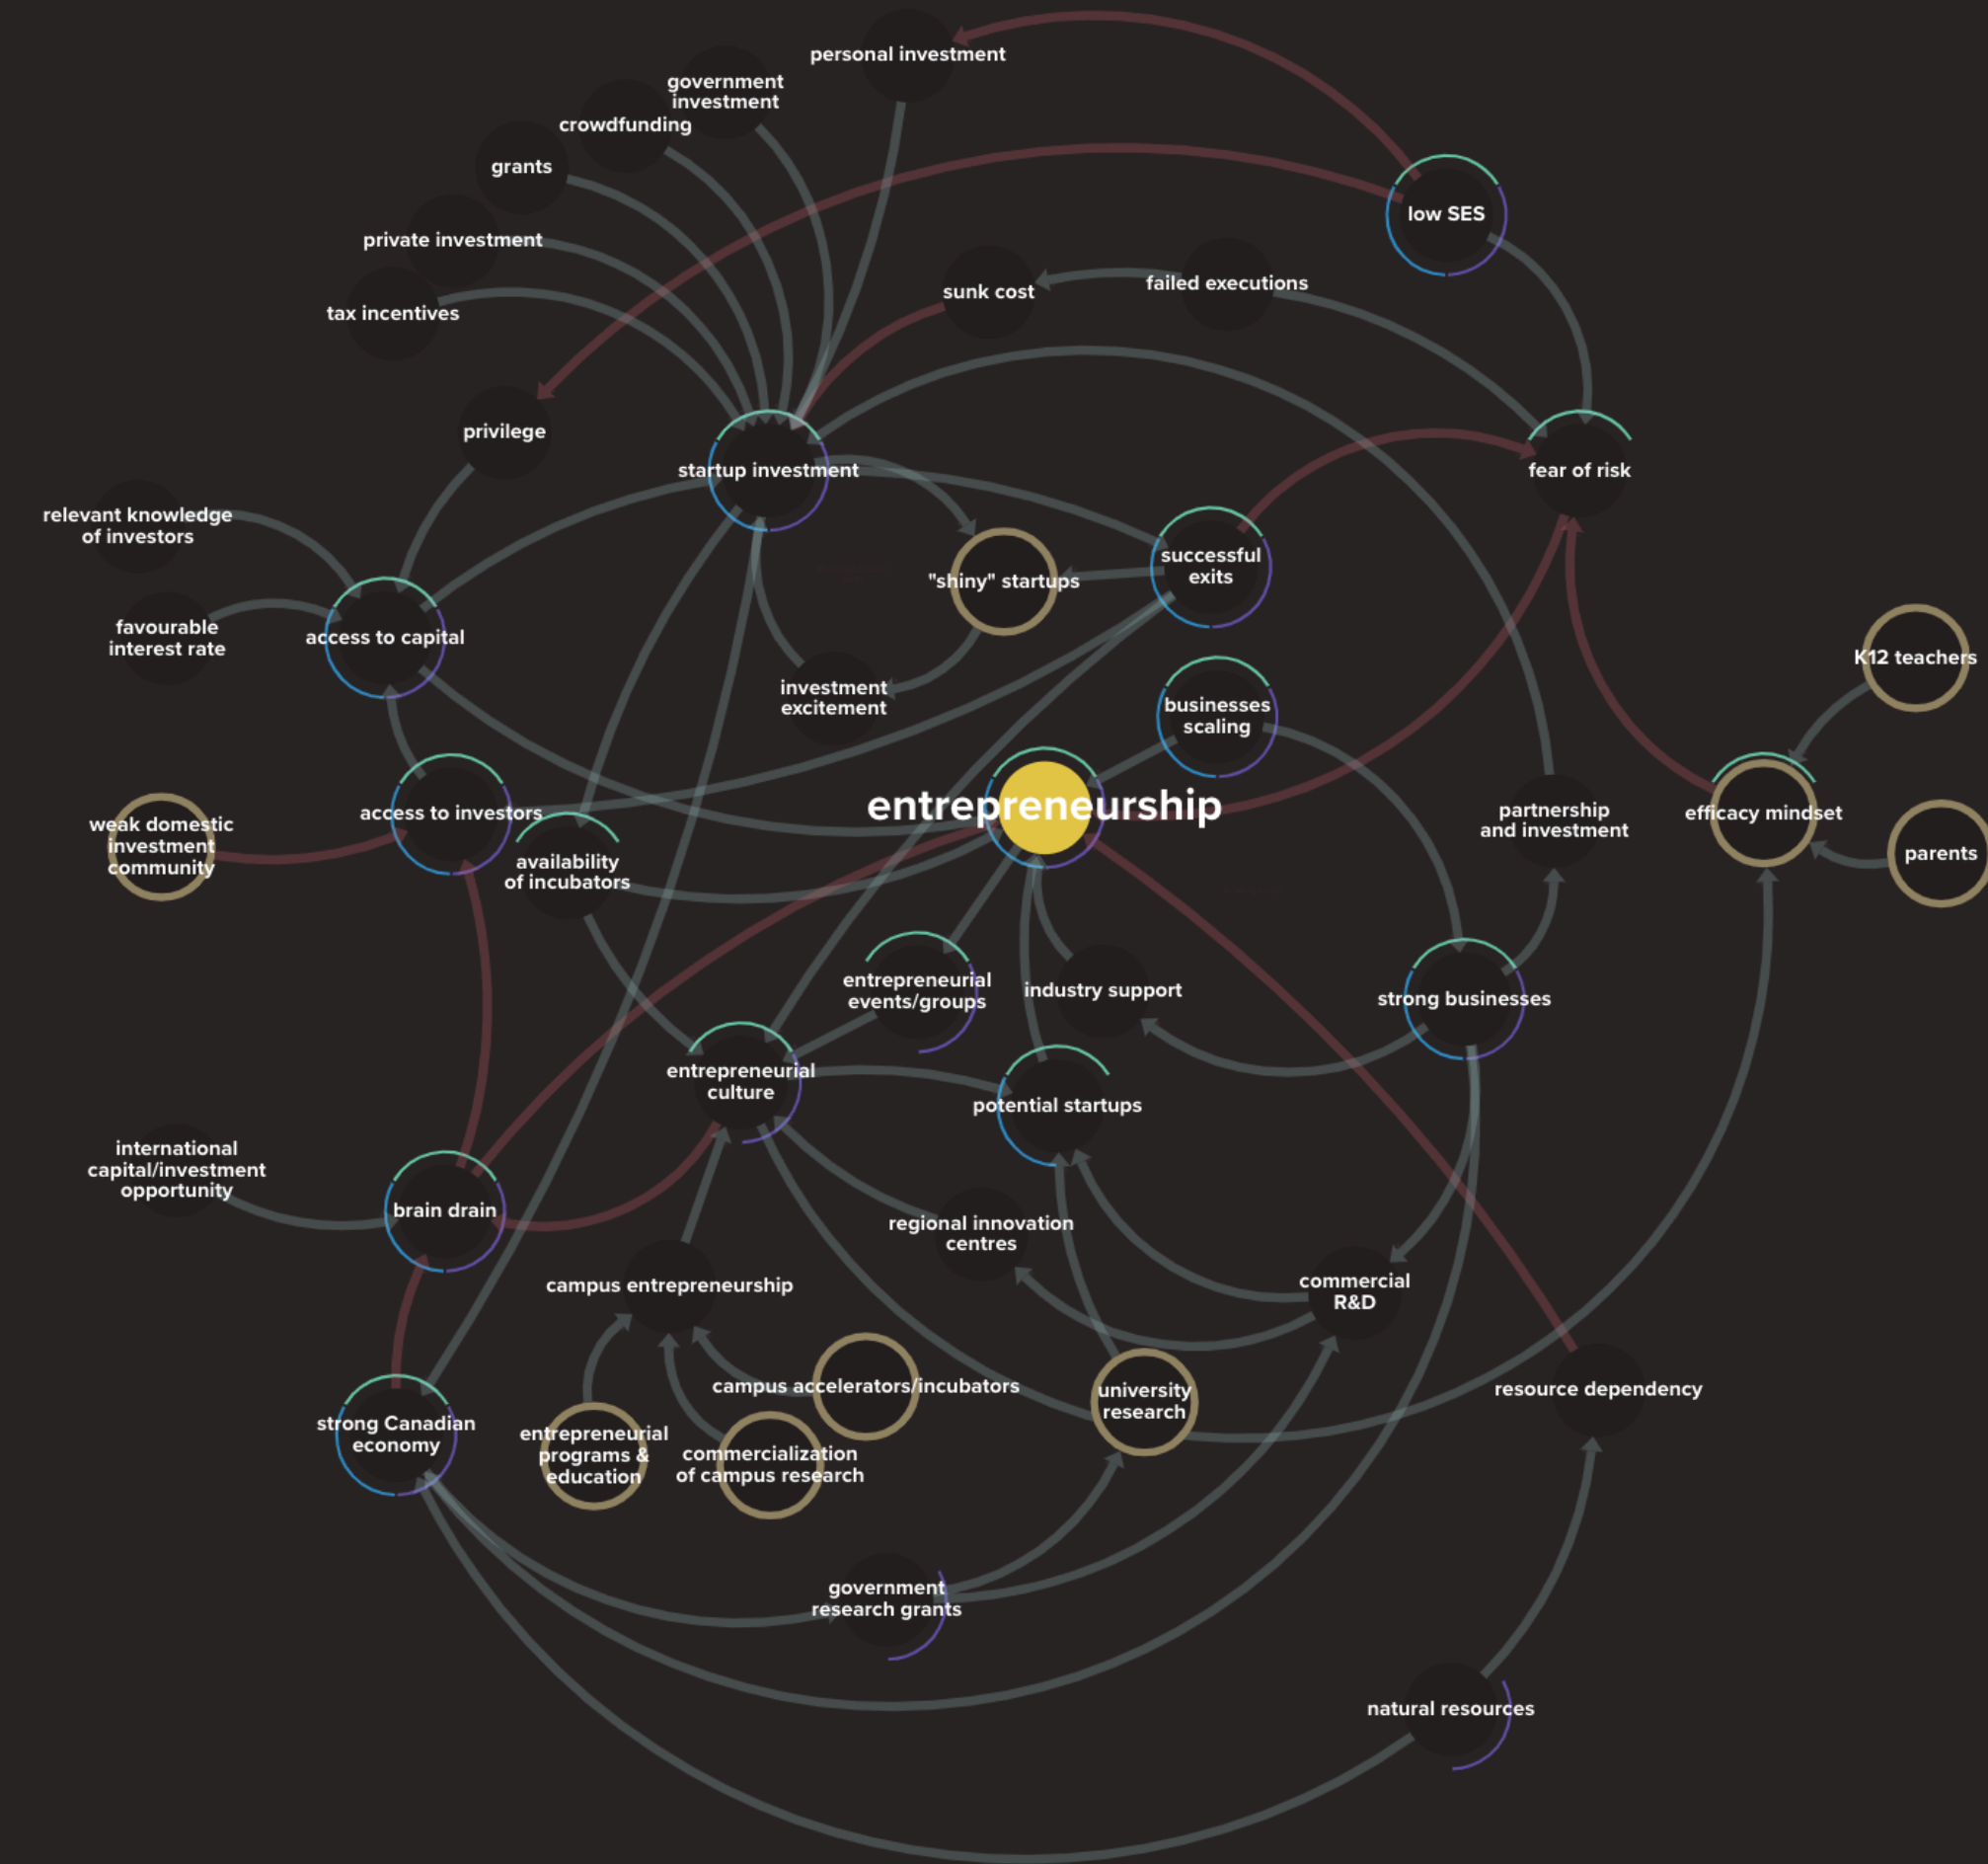 personal investment
government
investment
crowdfunding
grants
low SES
private investment
failed executions
sunk cost
tax incentives
privilege
startup investment
fear of risk
relevant knowledge
of investors
successful
exits
"shiny" startups
favourable
interest rate
access to capital
K12 teachers
investment
excitement
businesses
scaling
entrepreneurship
access to investors
partnership
and investment
efficacy mindset
weak domestic
investment
community
parents
availability
of incubators
entrepreneurial
events/groups
industry support
strong businesses
entrepreneurial
culture
potential startups
international
capital/investment
opportunity
brain drain
regional innovation
centres
campus entrepreneurship
commercial
R&D
campus accelerators/incubators
university
research
resource dependency
strong Canadian
economy
entrepreneurial
programs &
education
commercialization
of campus research
government
research grants
natural resources